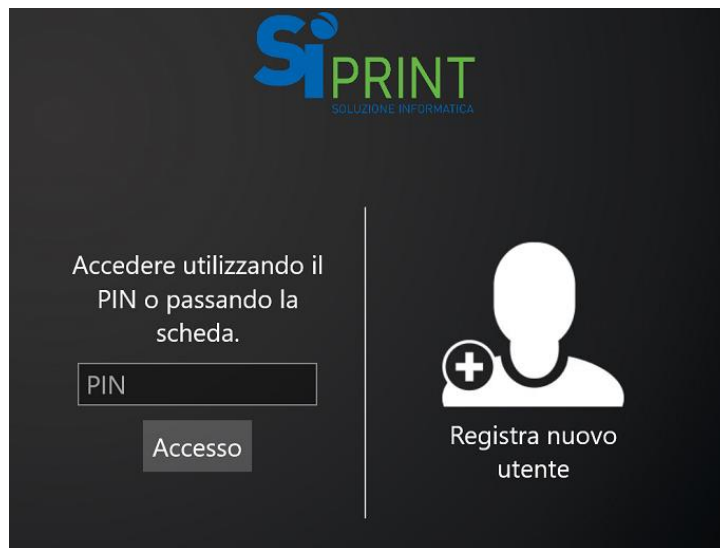 Si PRINT
SOLUZIONE INFORMATICA
Accedere utilizzando il
PIN o passando la
scheda.
PIN
Accesso
Registra nuovo
utente